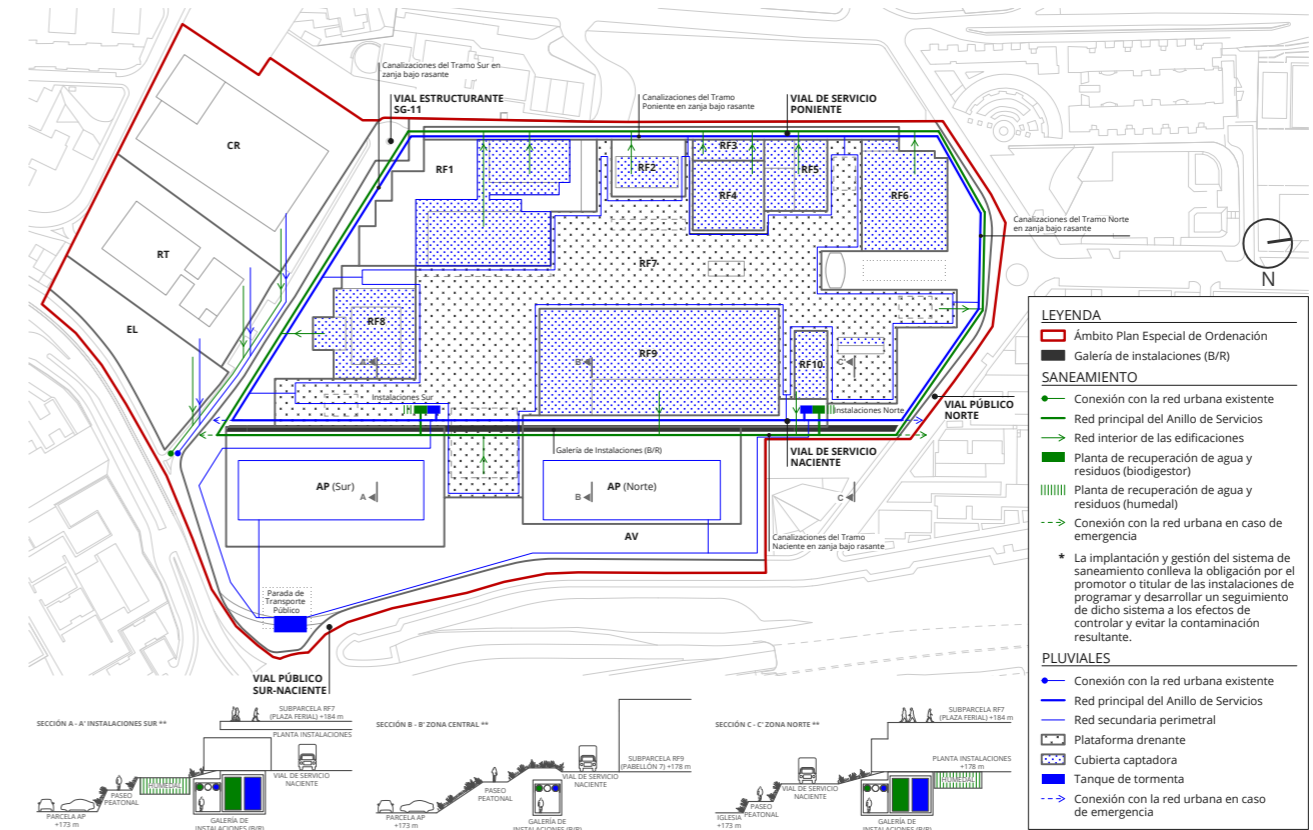 Canalizaciones del Tramo Sur en
zanja bajo rasante
VIAL ESTRUCTURANTE
SG-11
Canalizaciones del Tramo
Poniente en zanja bajo rasante
VIAL DE SERVICIO
PONIENTE
CR
RT
EL
RF1
RF2
RF3
RF4
RF5
RF6
RF7
RF8
RF9
RF10
Canalizaciones del Tramo Norte
en zanja bajo rasante
N
A'
B'
C'
Instalaciones Sur
Instalaciones Norte
VIAL PÚBLICO
NORTE
Galería de Instalaciones (B/R)
VIAL DE SERVICIO
NACIENTE
AP (Sur)
A
B
AP (Norte)
C
AV
Canalizaciones del Tramo
Naciente en zanja bajo rasante
Parada de
Transporte
Público
VIAL PÚBLICO
SUR-NACIENTE
LEYENDA
Ámbito Plan Especial de Ordenación
Galería de instalaciones (B/R)
SANEAMIENTO
Conexión con la red urbana existente
Red principal del Anillo de Servicios
Red interior de las edificaciones
Planta de recuperación de agua y
residuos (biodigestor)
Planta de recuperación de agua y
residuos (humedal)
Conexión con la red urbana en caso de
emergencia
* La implantación y gestión del sistema de
saneamiento conlleva la obligación por el
promotor o titular de las instalaciones de
programar y desarrollar un seguimiento
de dicho sistema a los efectos de
controlar y evitar la contaminación
resultante.
PLUVIALES
Conexión con la red urbana existente
Red principal del Anillo de Servicios
Red secundaria perimetral
Plataforma drenante
Cubierta captadora
Tanque de tormenta
Conexión con la red urbana en caso
de emergencia
SECCIÓN A - A' INSTALACIONES SUR **
SUBPARCELA RF7
(PLAZA FERIAL) +184 m
PLANTA INSTALACIONES
HUMEDAL
VIAL DE SERVICIO
NACIENTE
PASEO
PEATONAL
PARCELA AP
+173 m
GALERÍA DE
INSTALACIONES (B/R)
SECCIÓN B - B' ZONA CENTRAL **
SUBPARCELA RF9
(PABELLÓN 7) +178 m
VIAL DE SERVICIO
NACIENTE
PASEO
PEATONAL
PARCELA AP
+173 m
GALERÍA DE
INSTALACIONES (B/R)
SECCIÓN C - C' ZONA NORTE **
SUBPARCELA RF7
(PLAZA FERIAL) +184 m
PLANTA INSTALACIONES
+178 m
HUMEDAL
VIAL DE SERVICIO
NACIENTE
PASEO
PEATONAL
IGLESIA
+173 m
GALERÍA DE
INSTALACIONES (B/R)